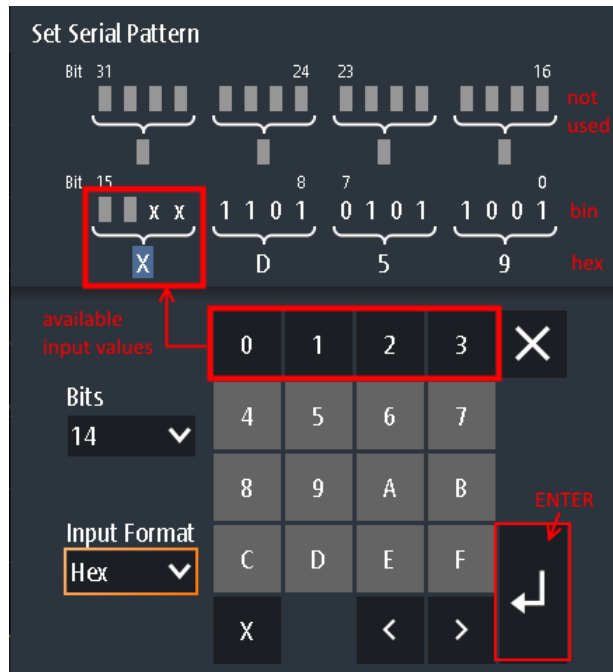 Set Serial Pattern
Bit 31 24 23 16
not
used
Bit 15 8 7 0
x x 1 1 0 1 0 1 0 1 1 0 0 1 bin
X D 5 9 hex
available
input values
0 1 2 3 X
Bits
14
4 5 6 7
8 9 A B
ENTER
Input Format
Hex
C D E F
X < >